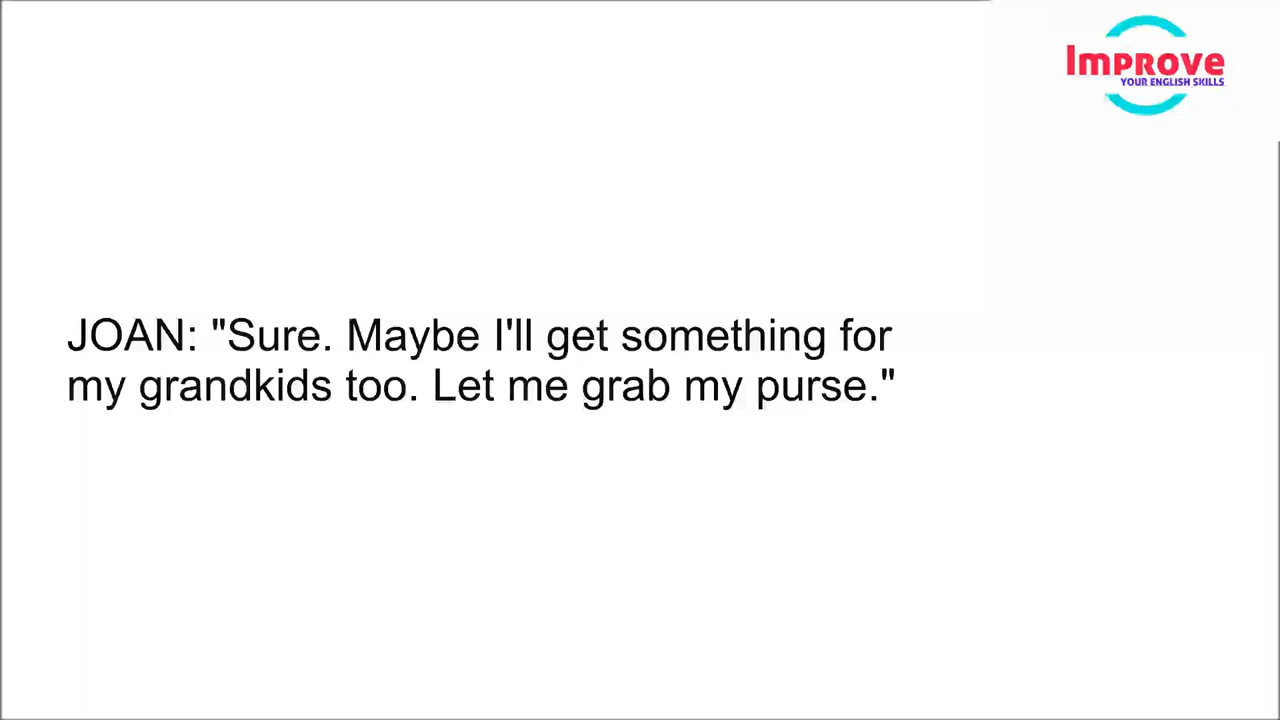 Improve
YOUR ENGLISH SKILLS
JOAN: "Sure. Maybe I'll get something for
my grandkids too. Let me grab my purse."